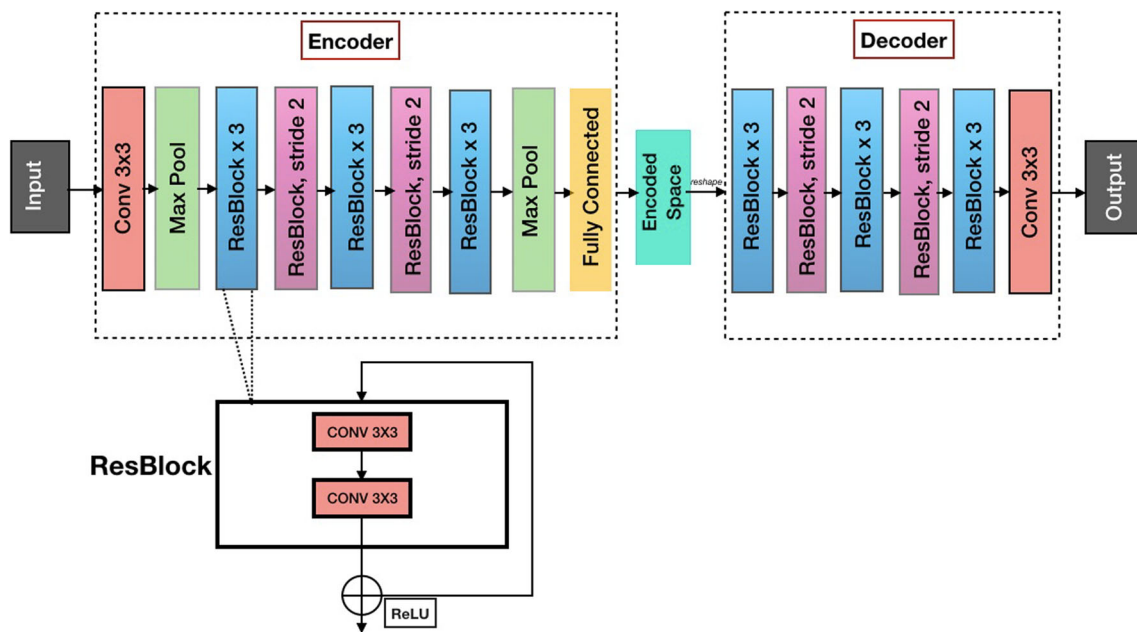 Encoder
Decoder
Input
Conv 3x3
Max Pool
ResBlock x 3
ResBlock, stride 2
ResBlock x 3
ResBlock, stride 2
ResBlock x 3
Max Pool
Fully Connected
Encoded
Space
reshape
ResBlock x 3
ResBlock, stride 2
ResBlock x 3
ResBlock, stride 2
ResBlock x 3
Conv 3x3
Output
ResBlock
CONV 3X3
CONV 3X3
ReLU